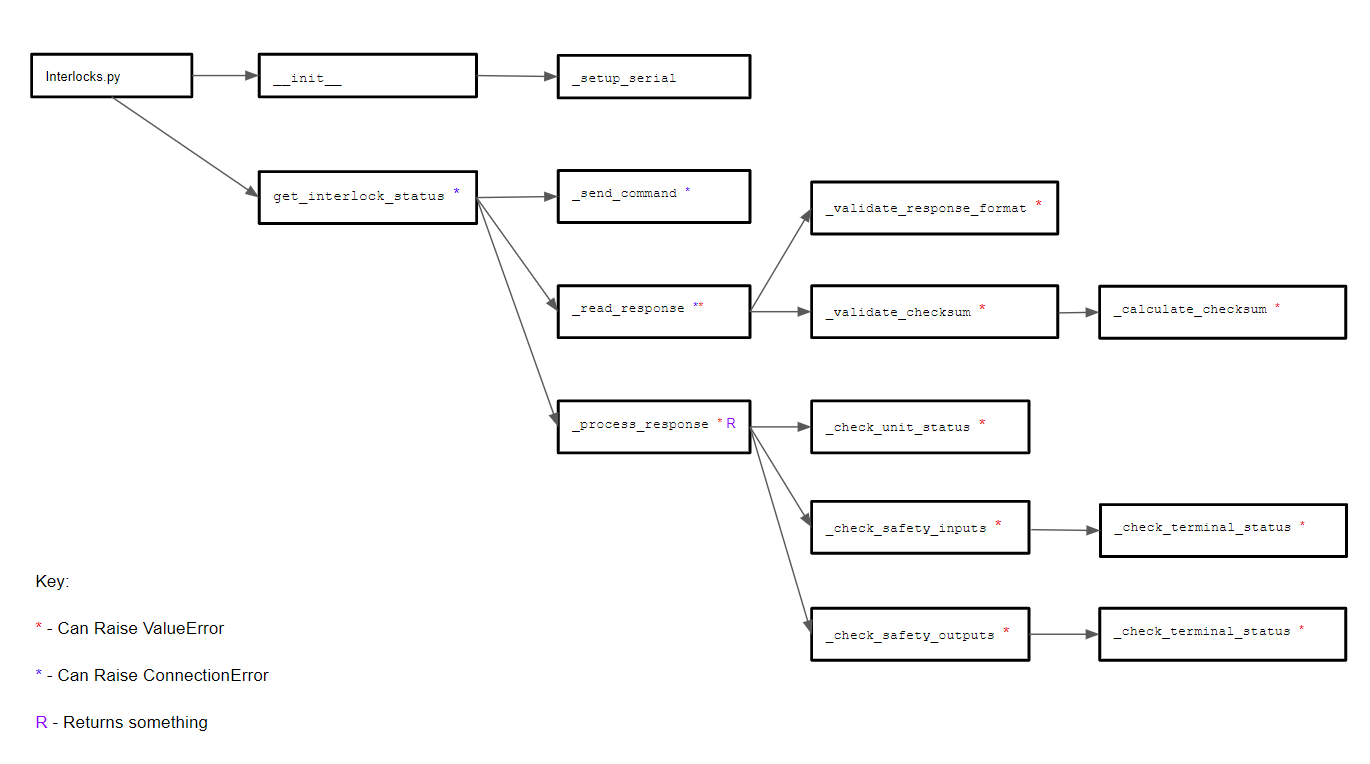 Interlocks.py
__init__
_setup_serial
get_interlock_status *
_send_command *
_validate_response_format *
_read_response **
_validate_checksum *
_calculate_checksum *
_process_response * R
_check_unit_status *
_check_safety_inputs *
_check_terminal_status *
_check_safety_outputs *
_check_terminal_status *
Key:
* - Can Raise ValueError
* - Can Raise ConnectionError
R - Returns something